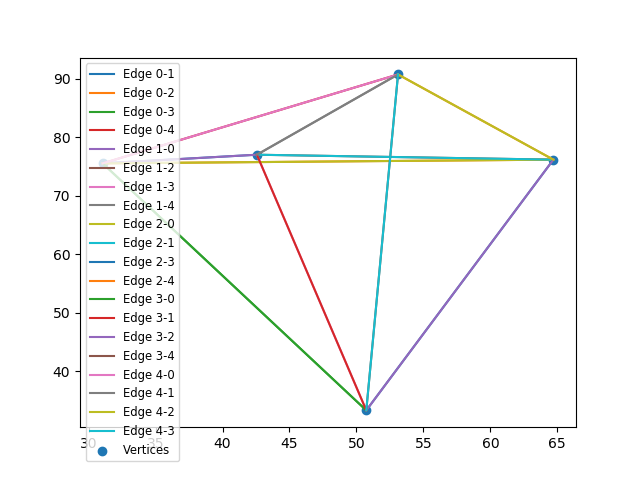 90
80
70
60
50
40
30
35
40
45
50
55
60
65
Edge 0-1
Edge 0-2
Edge 0-3
Edge 0-4
Edge 1-0
Edge 1-2
Edge 1-3
Edge 1-4
Edge 2-0
Edge 2-1
Edge 2-3
Edge 2-4
Edge 3-0
Edge 3-1
Edge 3-2
Edge 3-4
Edge 4-0
Edge 4-1
Edge 4-2
Edge 4-3
Vertices